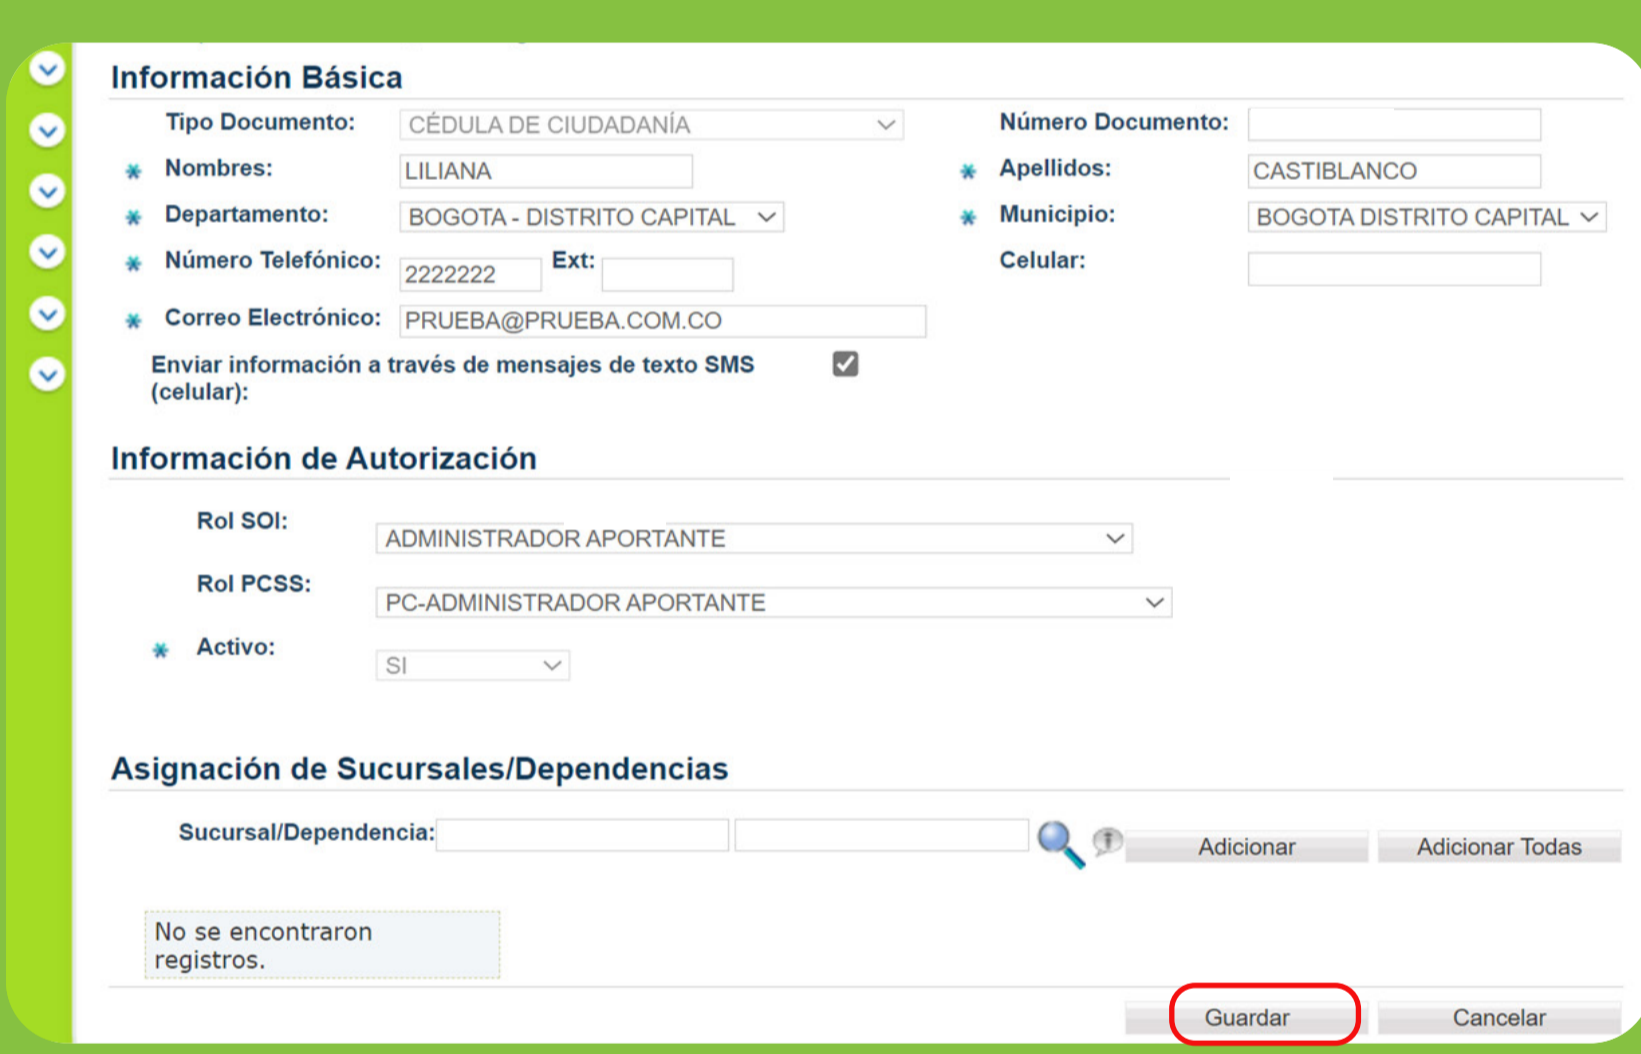 Información Básica
Tipo Documento: CÉDULA DE CIUDADANÍA Número Documento:
* Nombres: LILIANA * Apellidos: CASTIBLANCO
* Departamento: BOGOTA - DISTRITO CAPITAL * Municipio: BOGOTA DISTRITO CAPITAL
* Número Telefónico: 2222222 Ext: Celular:
* Correo Electrónico: PRUEBA@PRUEBA.COM.CO
Enviar información a través de mensajes de texto SMS
(celular):
Información de Autorización
Rol SOI: ADMINISTRADOR APORTANTE
Rol PCSS: PC-ADMINISTRADOR APORTANTE
* Activo: SI
Asignación de Sucursales/Dependencias
Sucursal/Dependencia: Adicionar Adicionar Todas
No se encontraron
registros.
Guardar Cancelar